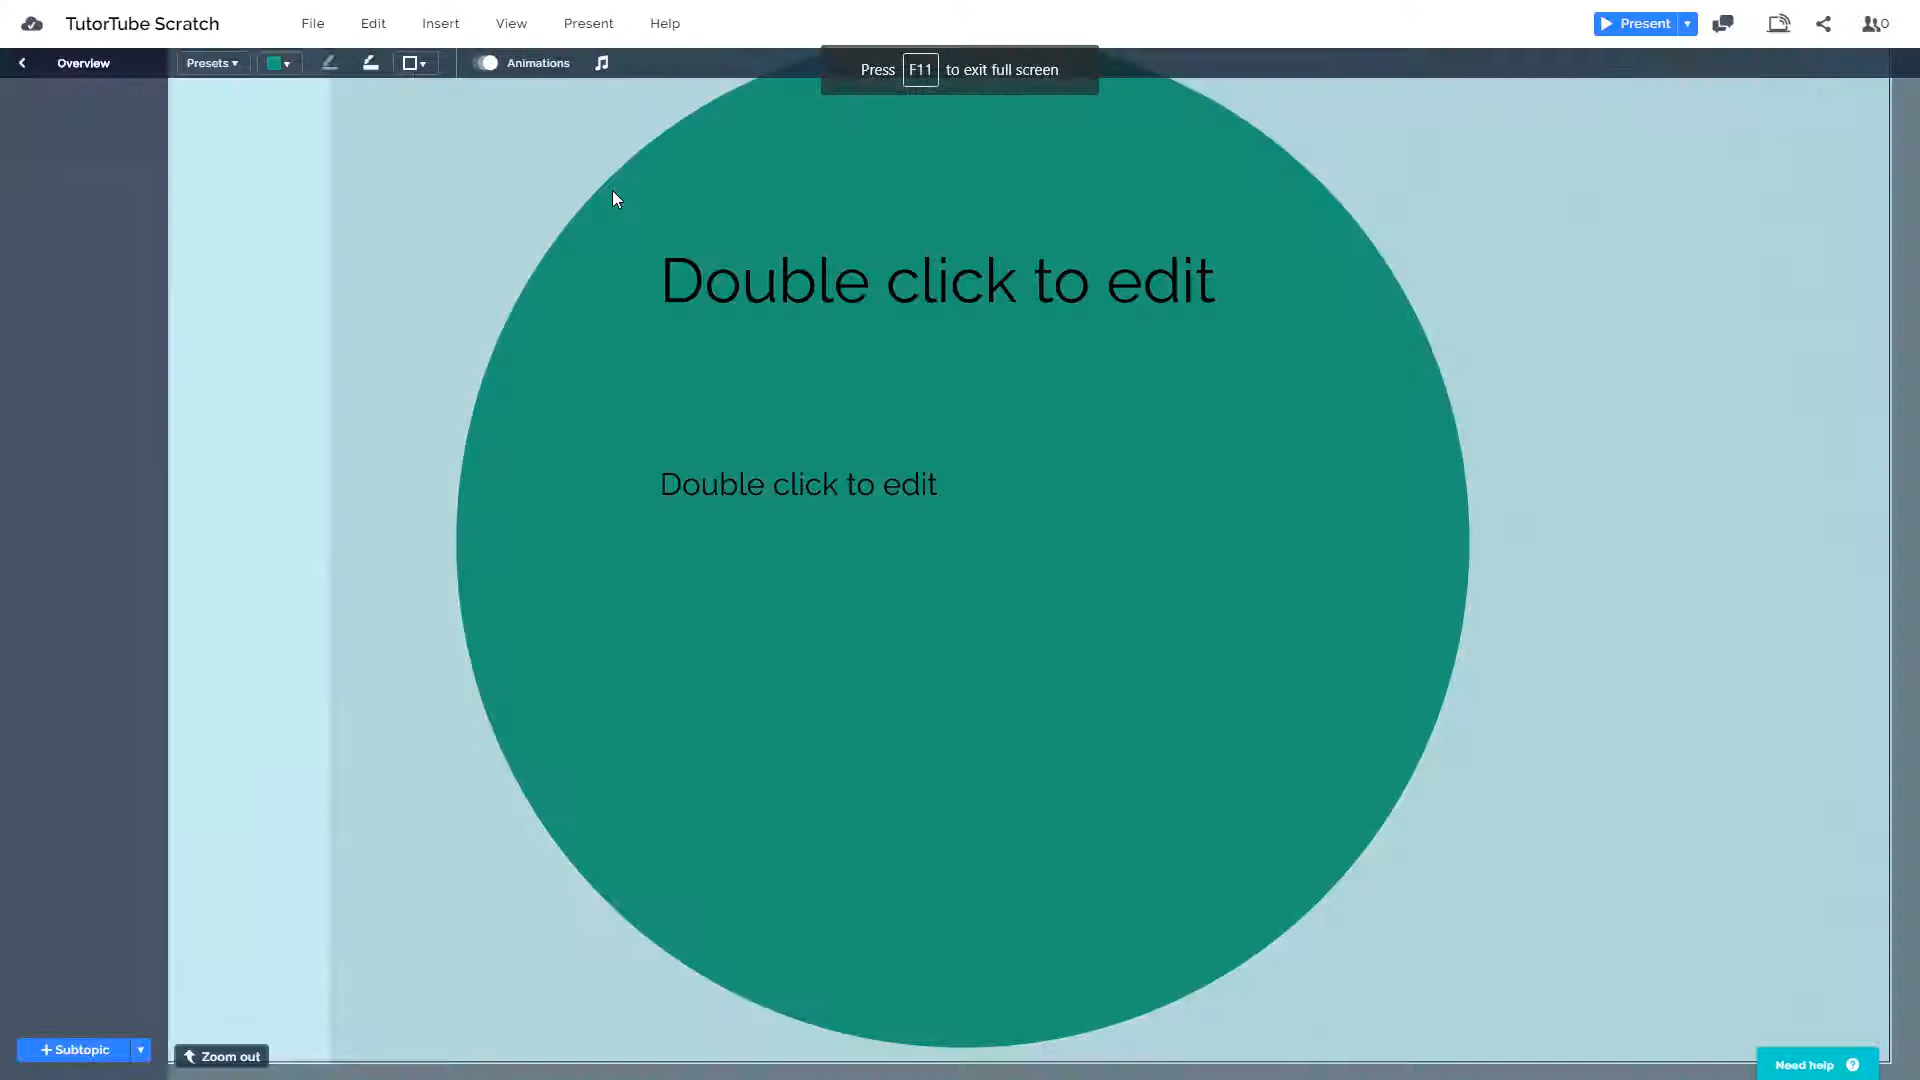 TutorTube Scratch File Edit Insert View Present Help Present 0
Overview Presets Animations
Press F11 to exit full screen
Double click to edit
Double click to edit
+ Subtopic Zoom out
Need help ?